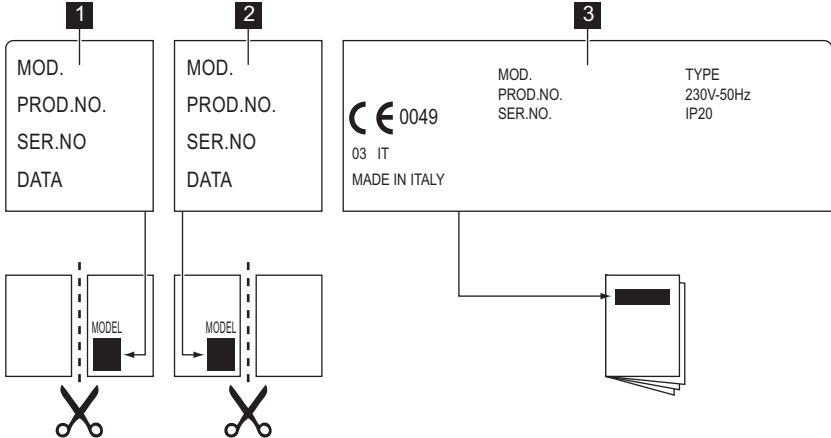 1
MOD.
PROD.NO.
SER.NO
DATA
2
MOD.
PROD.NO.
SER.NO
DATA
3
CE 0049
03 IT
MADE IN ITALY
MOD.
PROD.NO.
SER.NO.
TYPE
230V-50Hz
IP20
MODEL
MODEL